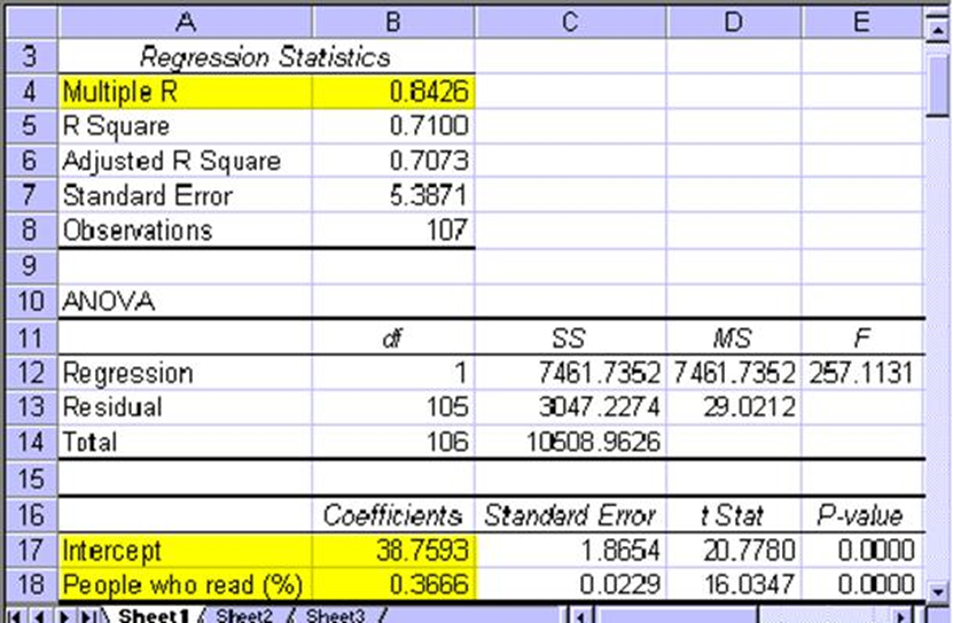 A B C D E
3 Regression Statistics
4 Multiple R 0.8426
5 R Square 0.7100
6 Adjusted R Square 0.7073
7 Standard Error 5.3871
8 Observations 107
9
10 ANOVA
11 df SS MS F
12 Regression 1 7461.7352 7461.7352 257.1131
13 Residual 105 3047.2274 29.0212
14 Total 106 10508.9626
15
16 Coefficients Standard Error t Stat P-value
17 Intercept 38.7593 1.8654 20.7780 0.0000
18 People who read (%) 0.3666 0.0229 16.0347 0.0000
Sheet1 Sheet2 Sheet3